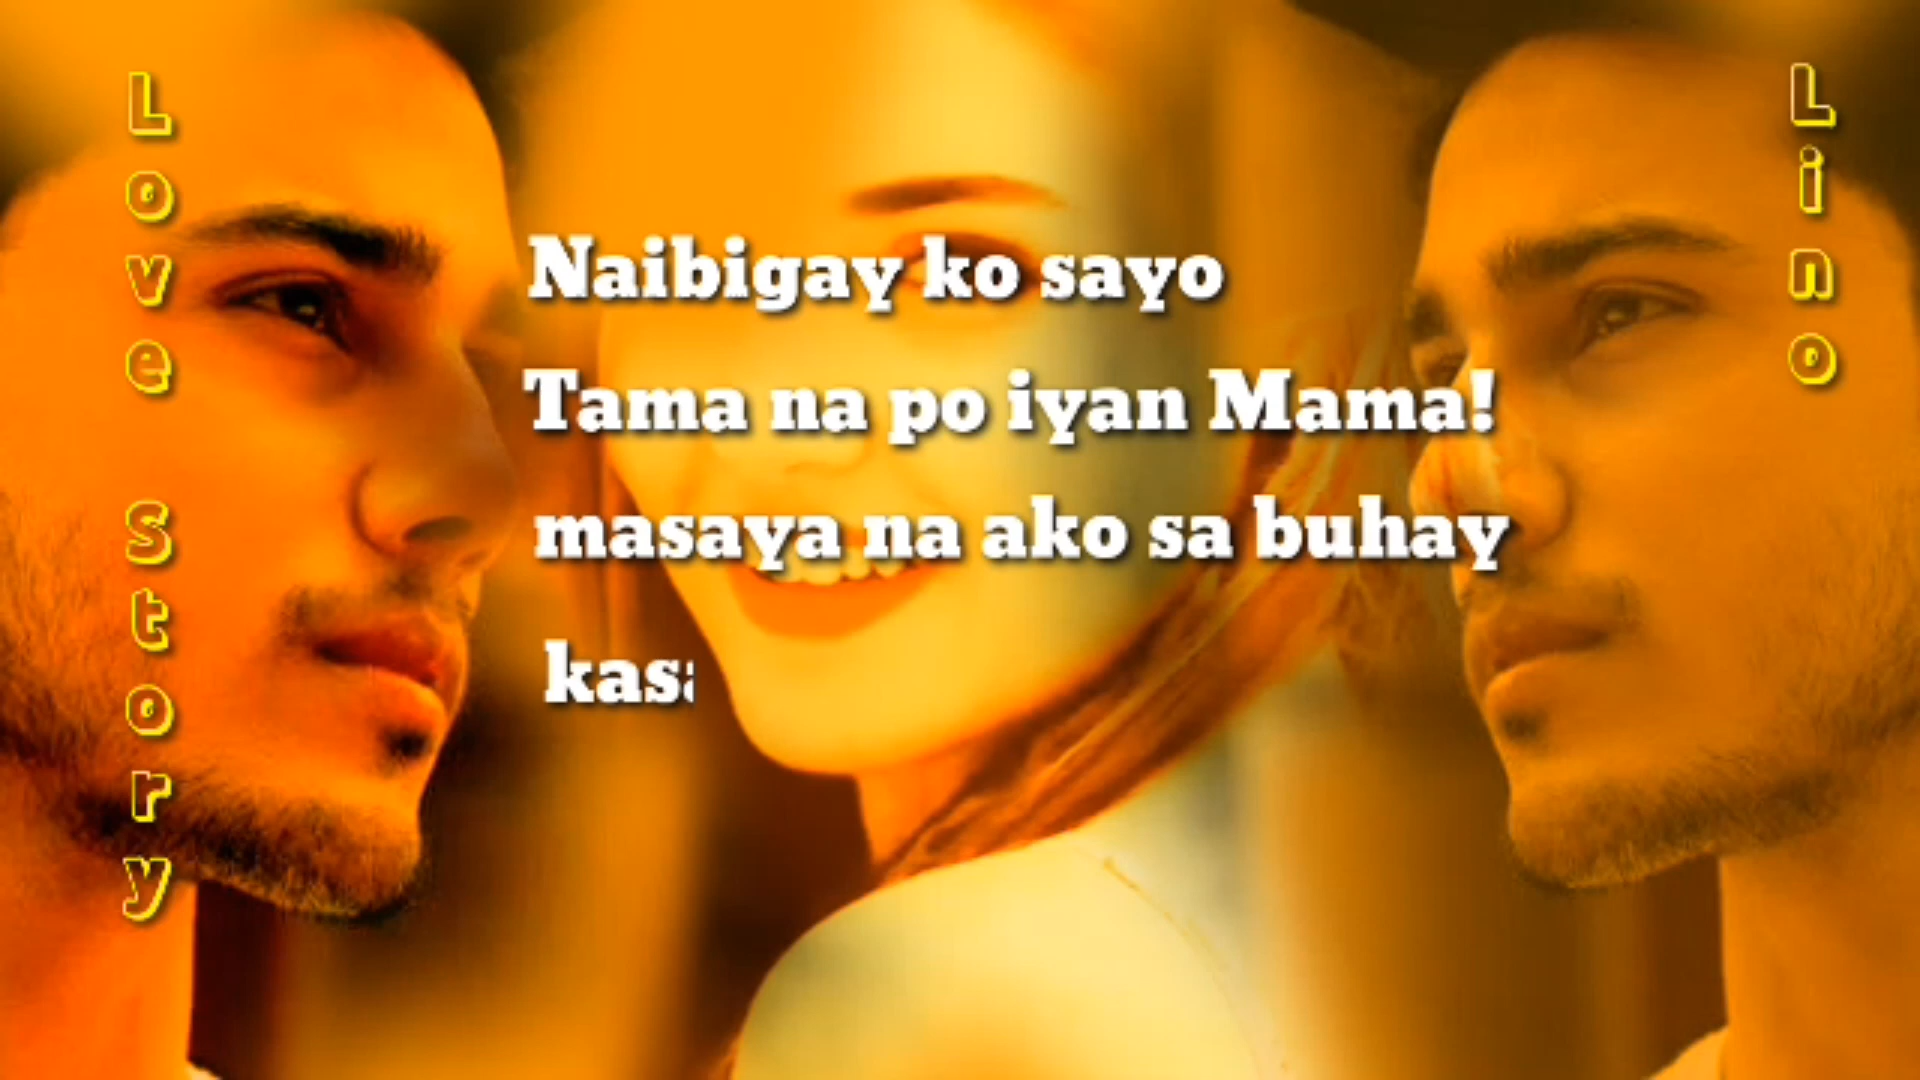 Love Story
Naibigay ko sayo
Tama na po iyan Mama!
masaya na ako sa buhay
Lino